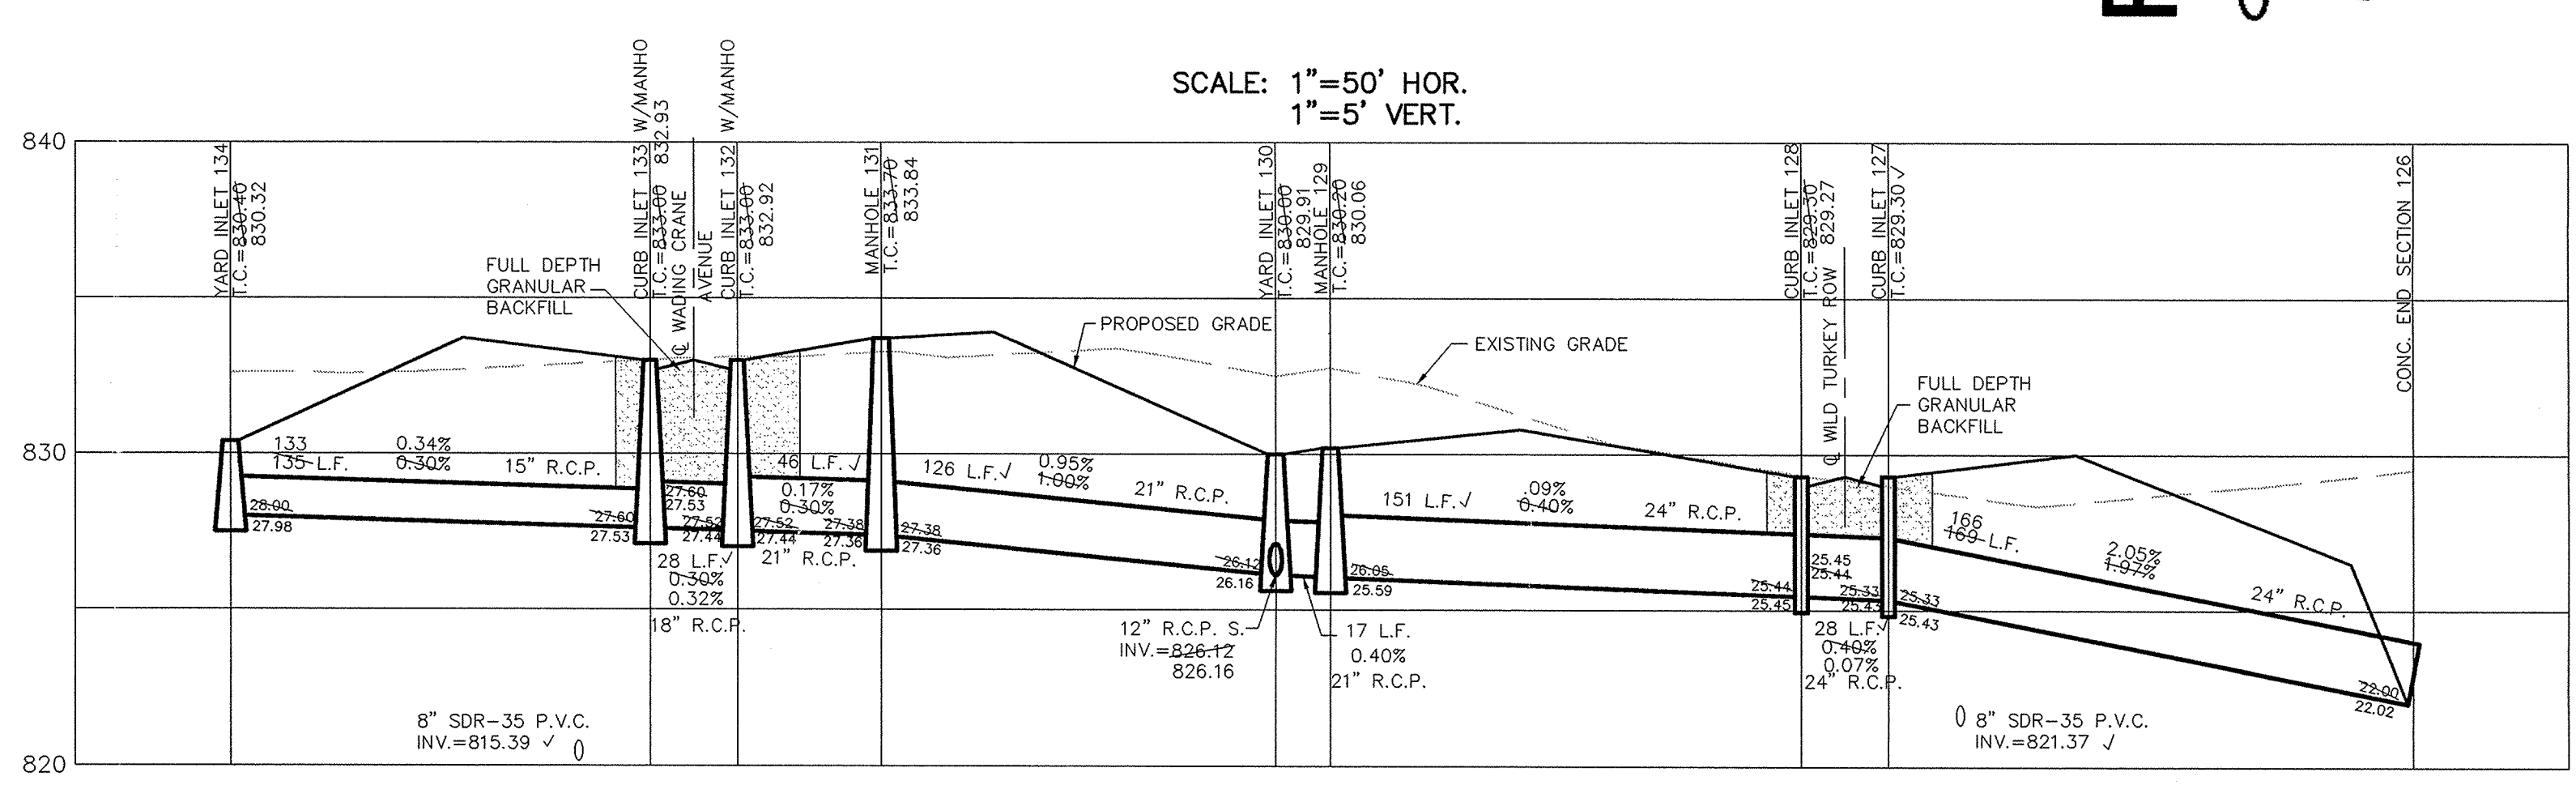 SCALE: 1"=50' HOR.
1"=5' VERT.
840
830
820
YARD INLET 134
T.C.=830.40
830.32
CURB INLET 133 W/MANHO
T.C.=833.00 832.93
℄ WADING CRANE
AVENUE
CURB INLET 132 W/MANHO
T.C.=833.00
832.92
MANHOLE 131
T.C.=833.70
833.84
YARD INLET 130
T.C.=830.00
829.91
MANHOLE 129
T.C.=830.20
830.06
CURB INLET 128
T.C.=829.30
829.27
℄ WILD TURKEY ROW
CURB INLET 127
T.C.=829.30 ✓
CONC. END SECTION 126
FULL DEPTH
GRANULAR
BACKFILL
PROPOSED GRADE
EXISTING GRADE
FULL DEPTH
GRANULAR
BACKFILL
133
135 L.F.
0.34%
0.30%
15" R.C.P.
28.00
27.98
27.60
27.53
27.60
27.53
27.52
27.44
28 L.F. ✓
0.30%
0.32%
18" R.C.P.
46 L.F. ✓
0.17%
0.30%
27.52
27.44
27.38
27.36
21" R.C.P.
126 L.F. ✓
0.95%
1.00%
21" R.C.P.
27.38
27.36
26.12
26.16
12" R.C.P. S.
INV.=826.12
826.16
17 L.F.
0.40%
21" R.C.P.
151 L.F. ✓
.09%
0.40%
24" R.C.P.
26.05
25.59
25.44
25.45
25.45
25.44
25.33
25.43
28 L.F. ✓
0.40%
0.07%
24" R.C.P.
25.33
25.43
166
169 L.F.
2.05%
1.97%
24" R.C.P.
22.00
22.02
8" SDR-35 P.V.C.
INV.=815.39 ✓
8" SDR-35 P.V.C.
INV.=821.37 ✓